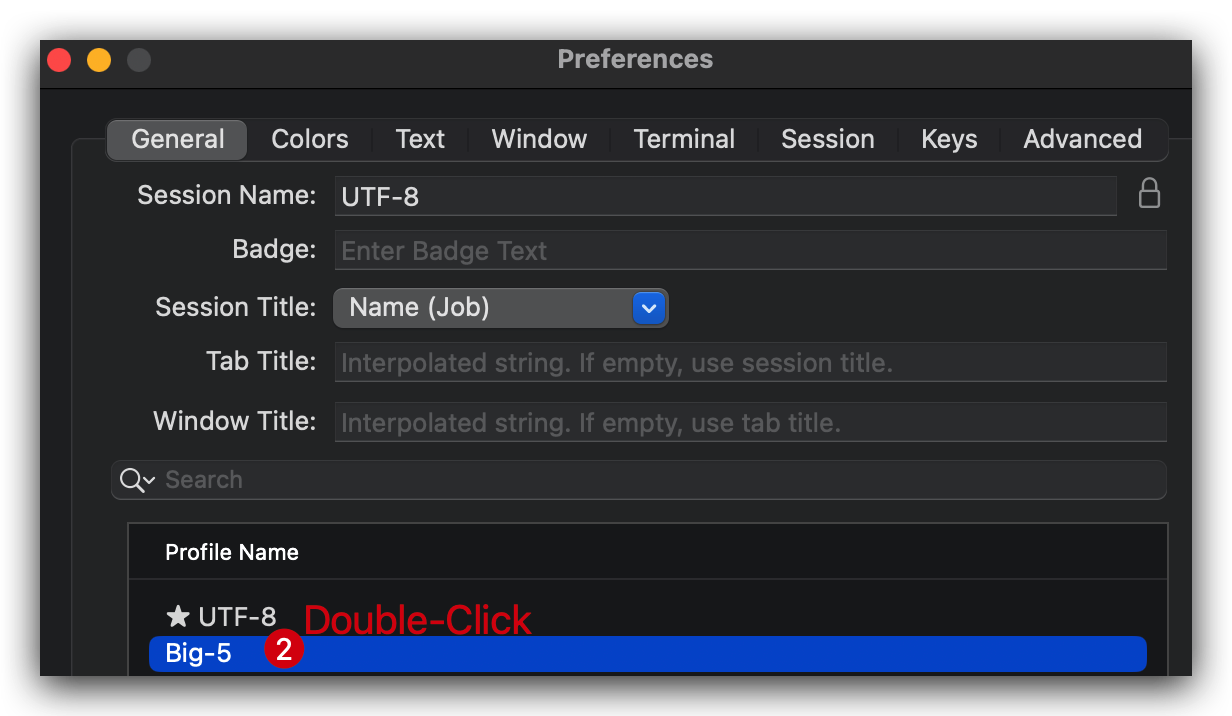 Preferences
General Colors Text Window Terminal Session Keys Advanced
Session Name: UTF-8
Badge: Enter Badge Text
Session Title: Name (Job)
Tab Title: Interpolated string. If empty, use session title.
Window Title: Interpolated string. If empty, use tab title.
Search
Profile Name
★ UTF-8 Double-Click
Big-5 2